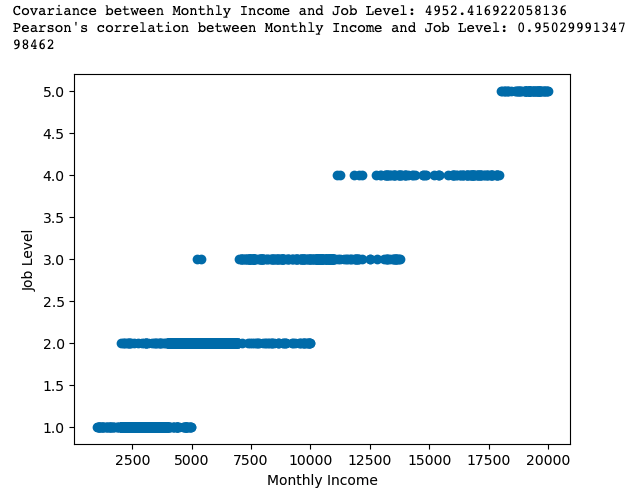 Covariance between Monthly Income and Job Level: 4952.416922058136
Pearson's correlation between Monthly Income and Job Level: 0.95029991347
98462
5.0
4.5
4.0
3.5
3.0
2.5
2.0
1.5
1.0
Job Level
2500 5000 7500 10000 12500 15000 17500 20000
Monthly Income